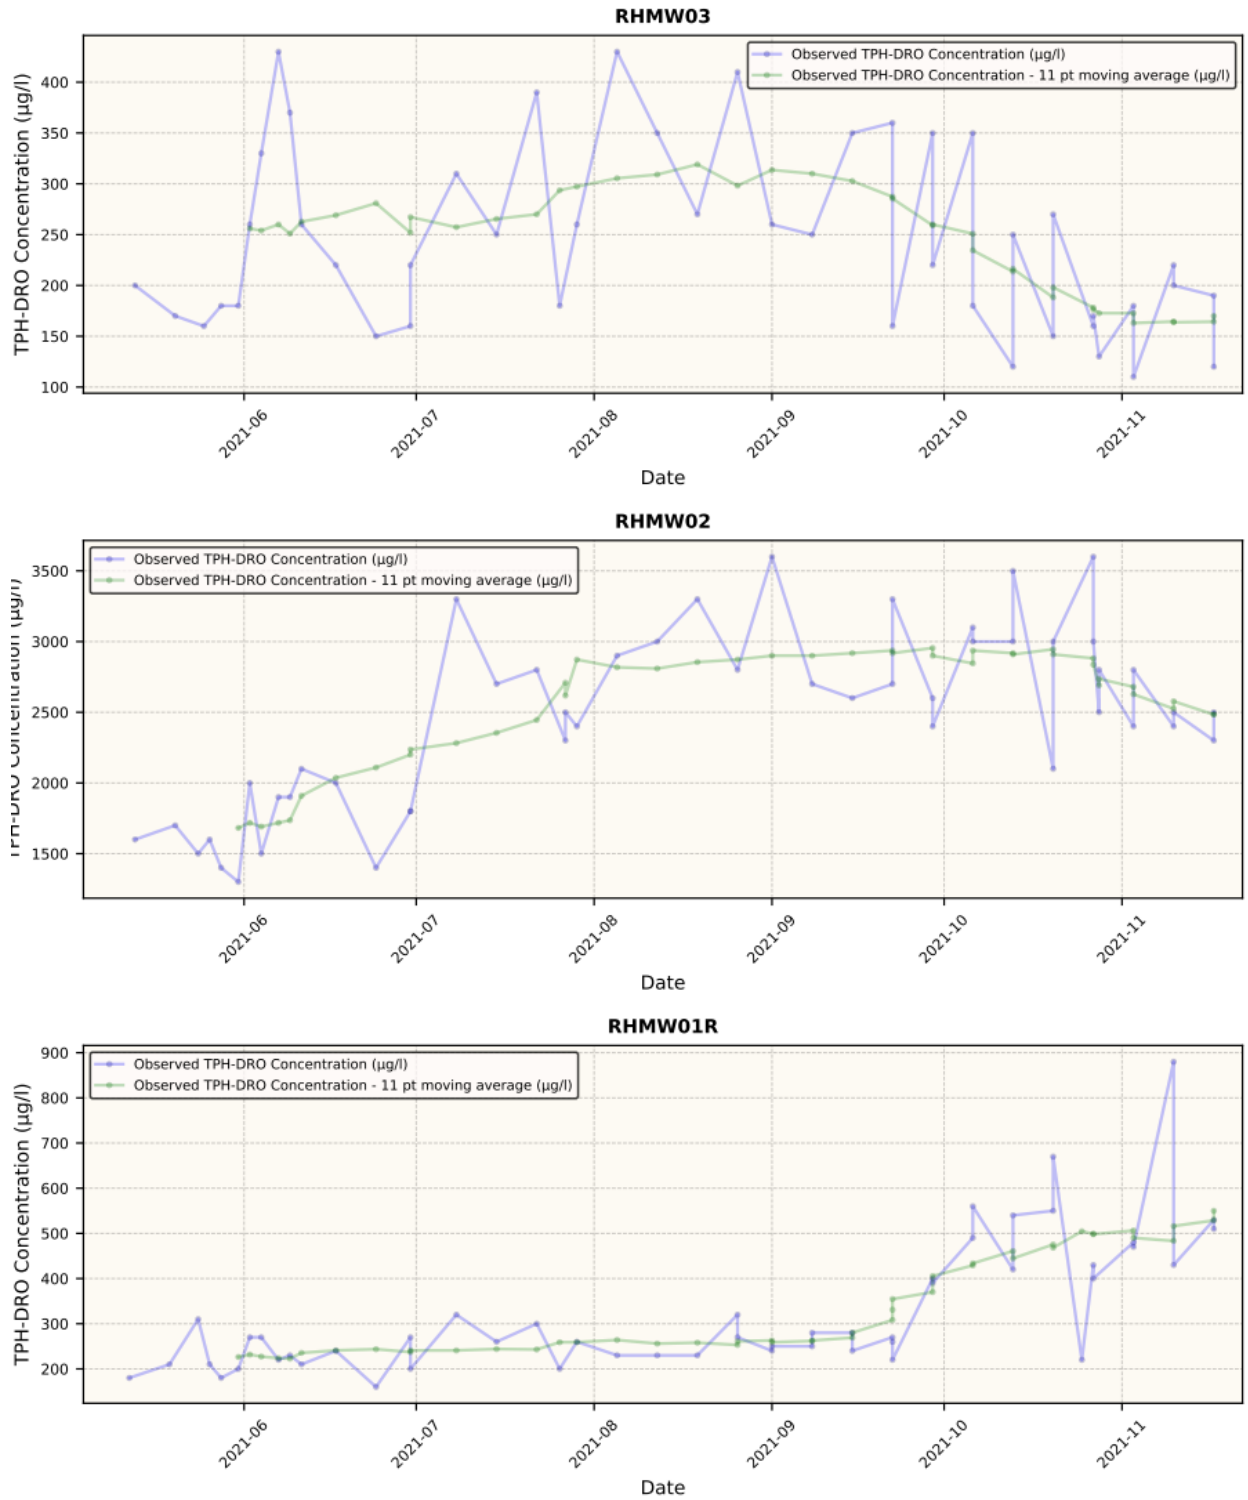 RHMW03
Observed TPH-DRO Concentration (µg/l)
Observed TPH-DRO Concentration - 11 pt moving average (µg/l)
TPH-DRO Concentration (µg/l)
400
350
300
250
200
150
100
2021-06
2021-07
2021-08
2021-09
2021-10
2021-11
Date
RHMW02
Observed TPH-DRO Concentration (µg/l)
Observed TPH-DRO Concentration - 11 pt moving average (µg/l)
TPH-DRO Concentration (µg/l)
3500
3000
2500
2000
1500
2021-06
2021-07
2021-08
2021-09
2021-10
2021-11
Date
RHMW01R
Observed TPH-DRO Concentration (µg/l)
Observed TPH-DRO Concentration - 11 pt moving average (µg/l)
TPH-DRO Concentration (µg/l)
900
800
700
600
500
400
300
200
2021-06
2021-07
2021-08
2021-09
2021-10
2021-11
Date